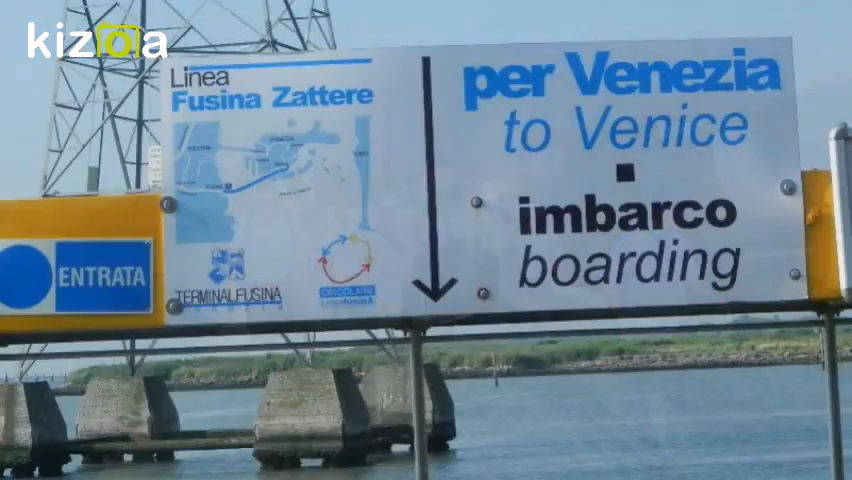 kizoa
Linea
Fusina Zattere
per Venezia
to Venice
imbarco
boarding
ENTRATA
TERMINAL FUSINA
CIRCOLARE